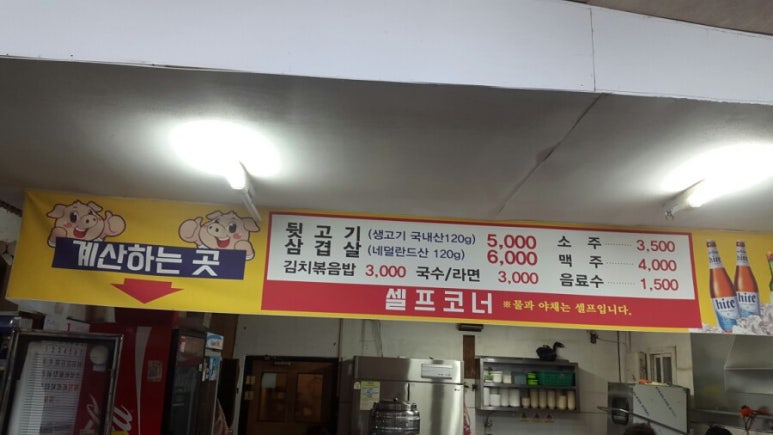 계산하는 곳
뒷고기 (생고기 국내산120g) 5,000 소주 3,500
삼겹살 (네덜란드산 120g) 6,000 맥주 4,000
김치볶음밥 3,000 국수/라면 3,000 음료수 1,500
셀프코너 ※물과 야채는 셀프입니다.
hite hite